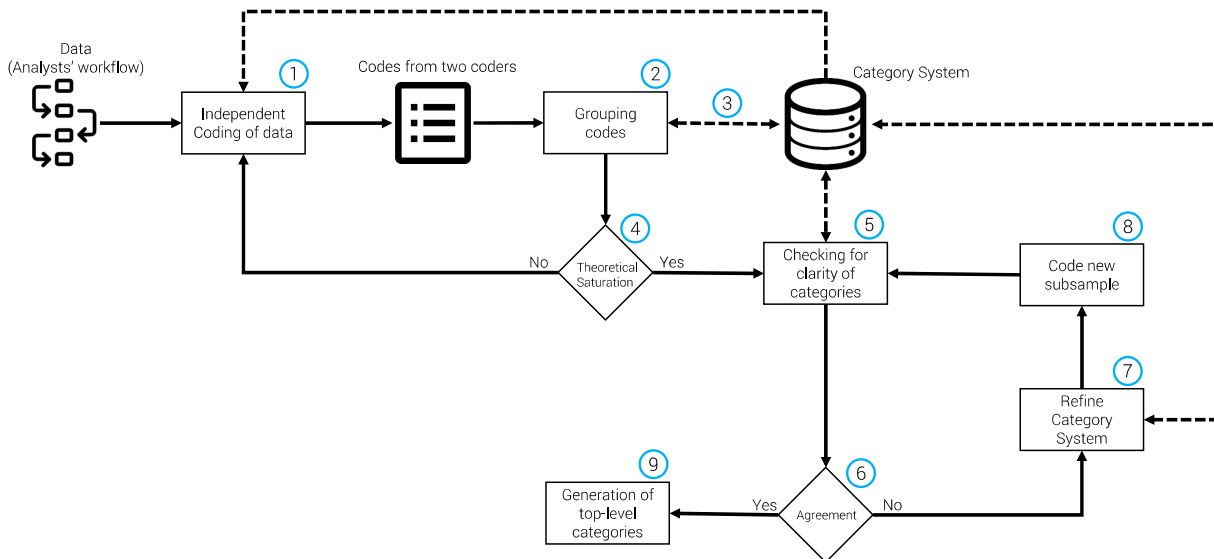 Data
(Analysts' workflow)
1
Independent
Coding of data
Codes from two coders
2
Grouping
codes
3
Category System
4
Theoretical
Saturation
No
Yes
5
Checking for
clarity of
categories
8
Code new
subsample
7
Refine
Category
System
6
Agreement
Yes
No
9
Generation of
top-level
categories